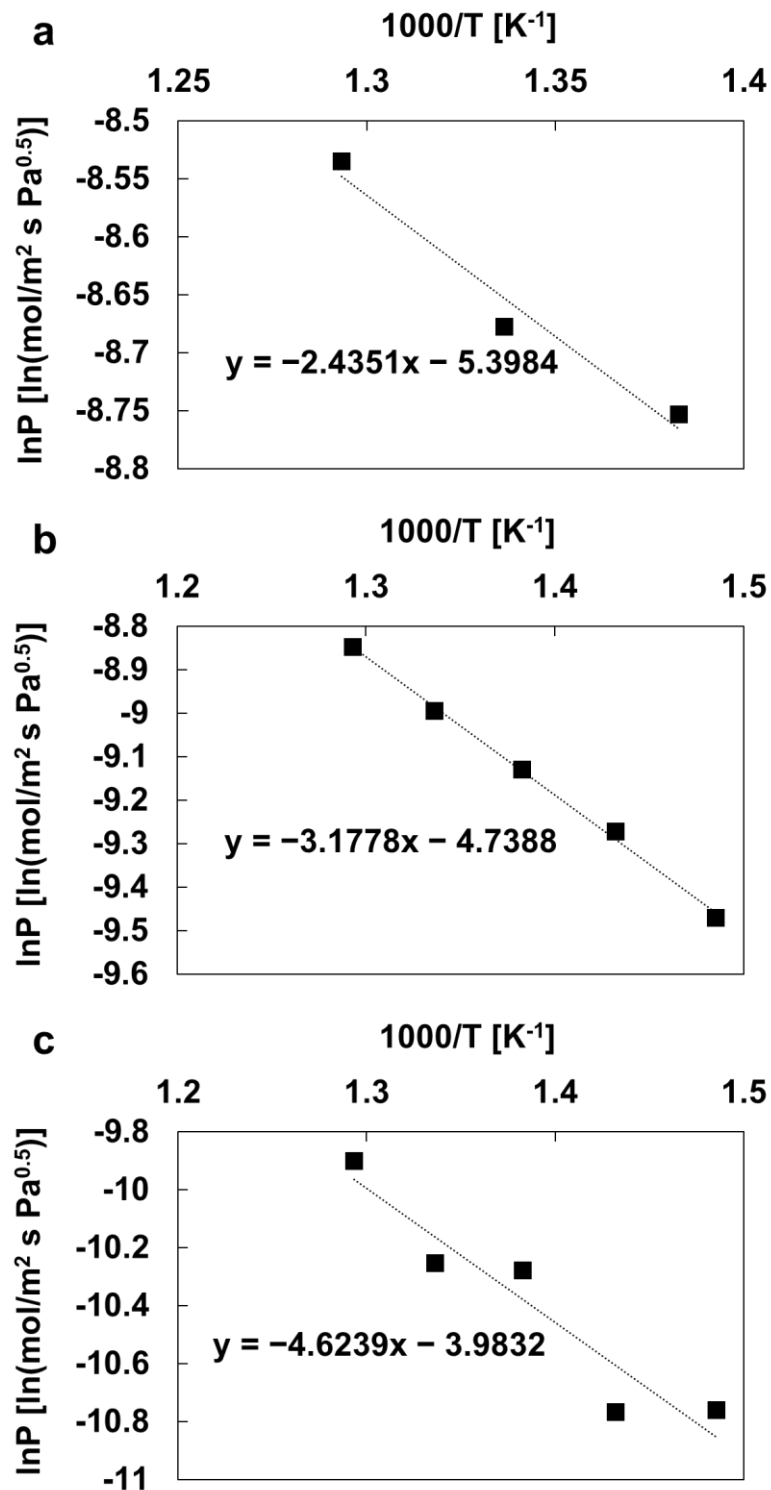 a
1000/T [K⁻¹]
1.25 1.3 1.35 1.4
lnP [ln(mol/m² s Pa⁰·⁵)]
-8.5
-8.55
-8.6
-8.65
-8.7
-8.75
-8.8
y = −2.4351x − 5.3984
b
1000/T [K⁻¹]
1.2 1.3 1.4 1.5
lnP [ln(mol/m² s Pa⁰·⁵)]
-8.8
-8.9
-9
-9.1
-9.2
-9.3
-9.4
-9.5
-9.6
y = −3.1778x − 4.7388
c
1000/T [K⁻¹]
1.2 1.3 1.4 1.5
lnP [ln(mol/m² s Pa⁰·⁵)]
-9.8
-10
-10.2
-10.4
-10.6
-10.8
-11
y = −4.6239x − 3.9832